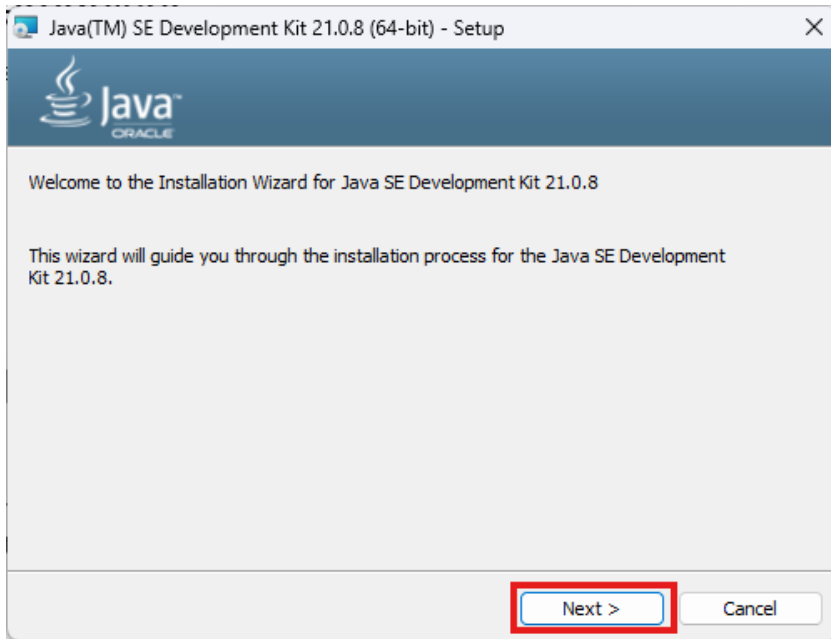 Java(TM) SE Development Kit 21.0.8 (64-bit) - Setup
Java™
ORACLE
Welcome to the Installation Wizard for Java SE Development Kit 21.0.8
This wizard will guide you through the installation process for the Java SE Development
Kit 21.0.8.
Next >
Cancel